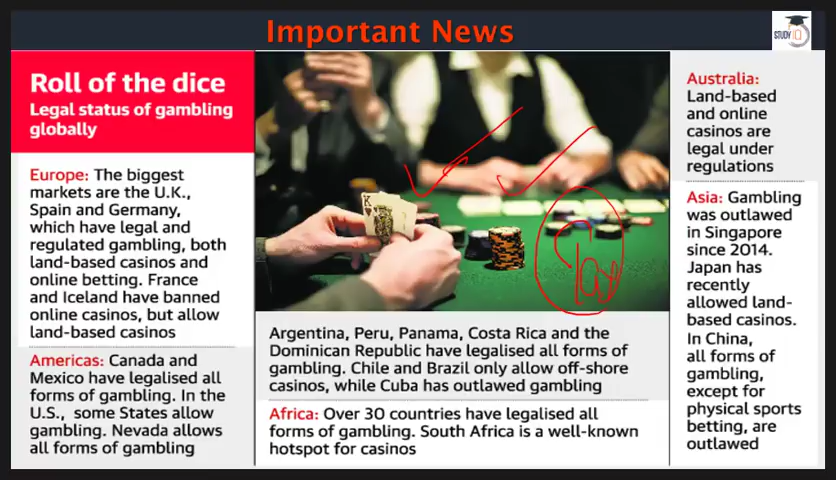 Important News
STUDY IQ
Roll of the dice
Legal status of gambling
globally
Europe: The biggest
markets are the U.K.,
Spain and Germany,
which have legal and
regulated gambling, both
land-based casinos and
online betting. France
and Iceland have banned
online casinos, but allow
land-based casinos
Americas: Canada and
Mexico have legalised all
forms of gambling. In the
U.S., some States allow
gambling. Nevada allows
all forms of gambling
K
Tax
Argentina, Peru, Panama, Costa Rica and the
Dominican Republic have legalised all forms of
gambling. Chile and Brazil only allow off-shore
casinos, while Cuba has outlawed gambling
Africa: Over 30 countries have legalised all
forms of gambling. South Africa is a well-known
hotspot for casinos
Australia:
Land-based
and online
casinos are
legal under
regulations
Asia: Gambling
was outlawed
in Singapore
since 2014.
Japan has
recently
allowed land-
based casinos.
In China,
all forms of
gambling,
except for
physical sports
betting, are
outlawed